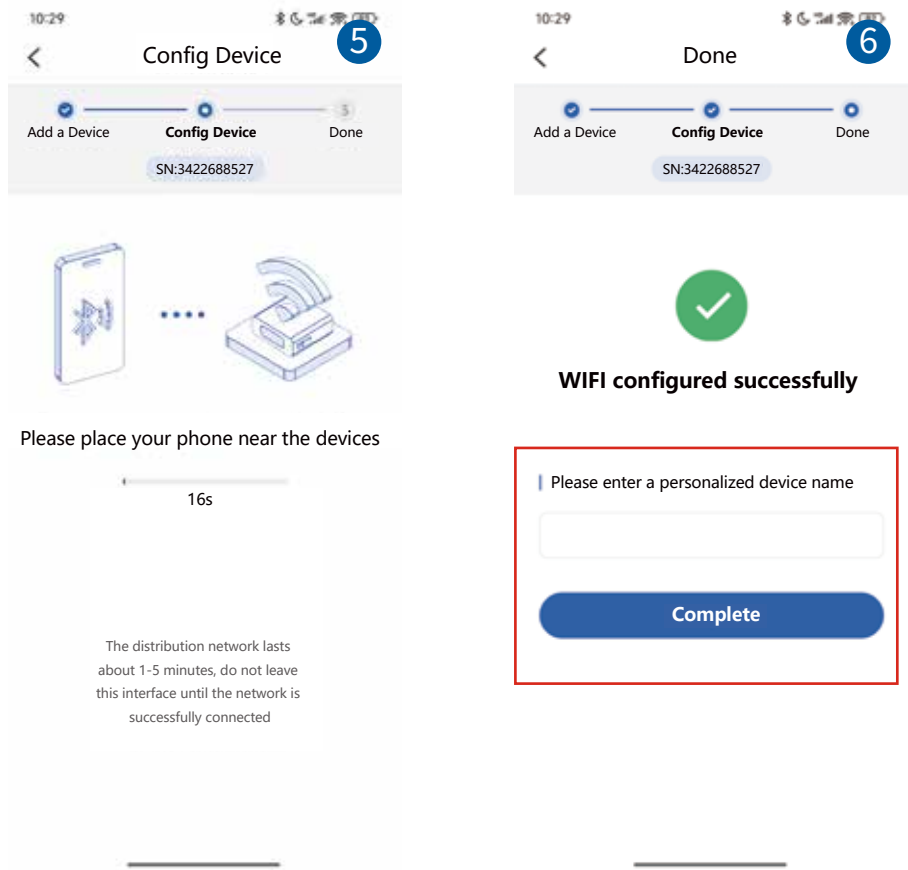 10:29
5
Config Device
Add a Device
Config Device
3
Done
SN:3422688527
Please place your phone near the devices
16s
The distribution network lasts
about 1-5 minutes, do not leave
this interface until the network is
successfully connected
10:29
6
Done
Add a Device
Config Device
Done
SN:3422688527
WIFI configured successfully
Please enter a personalized device name
Complete